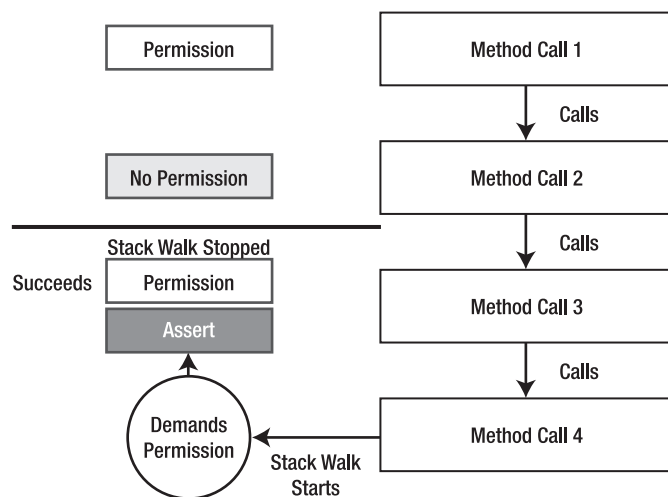 Permission
Method Call 1
Calls
No Permission
Method Call 2
Stack Walk Stopped
Calls
Succeeds
Permission
Method Call 3
Assert
Calls
Demands
Permission
Method Call 4
Stack Walk
Starts